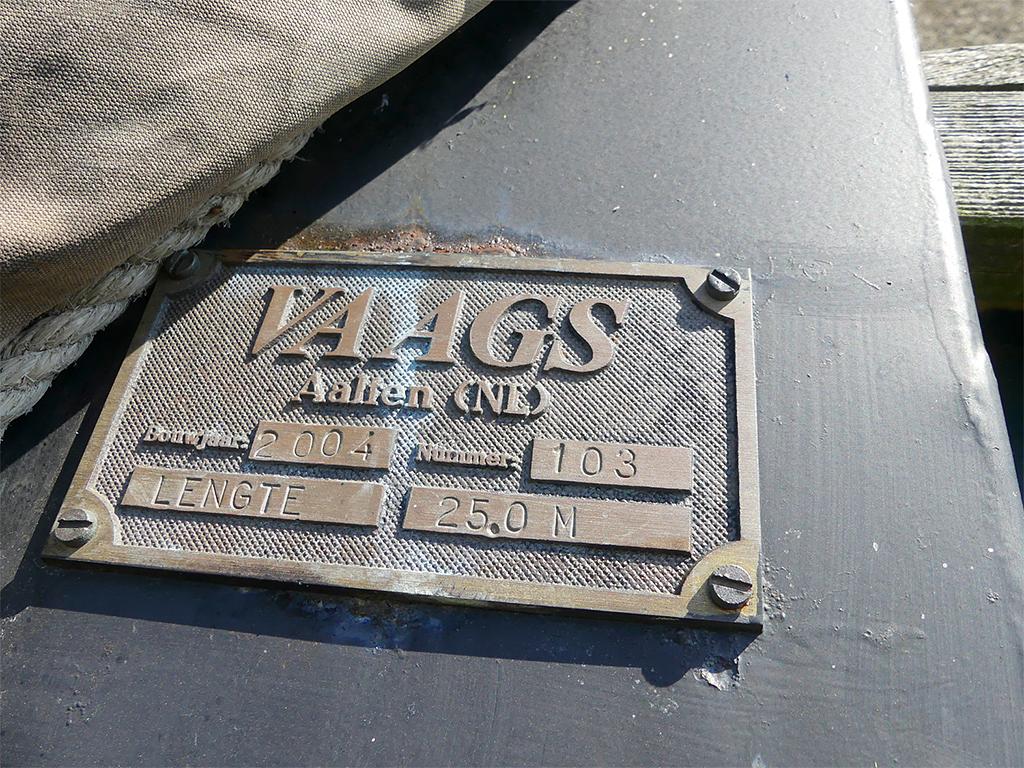 VAAGS
Aalten (NL)
Bouwjaar: 2004 Nummer: 103
LENGTE 25.0 M